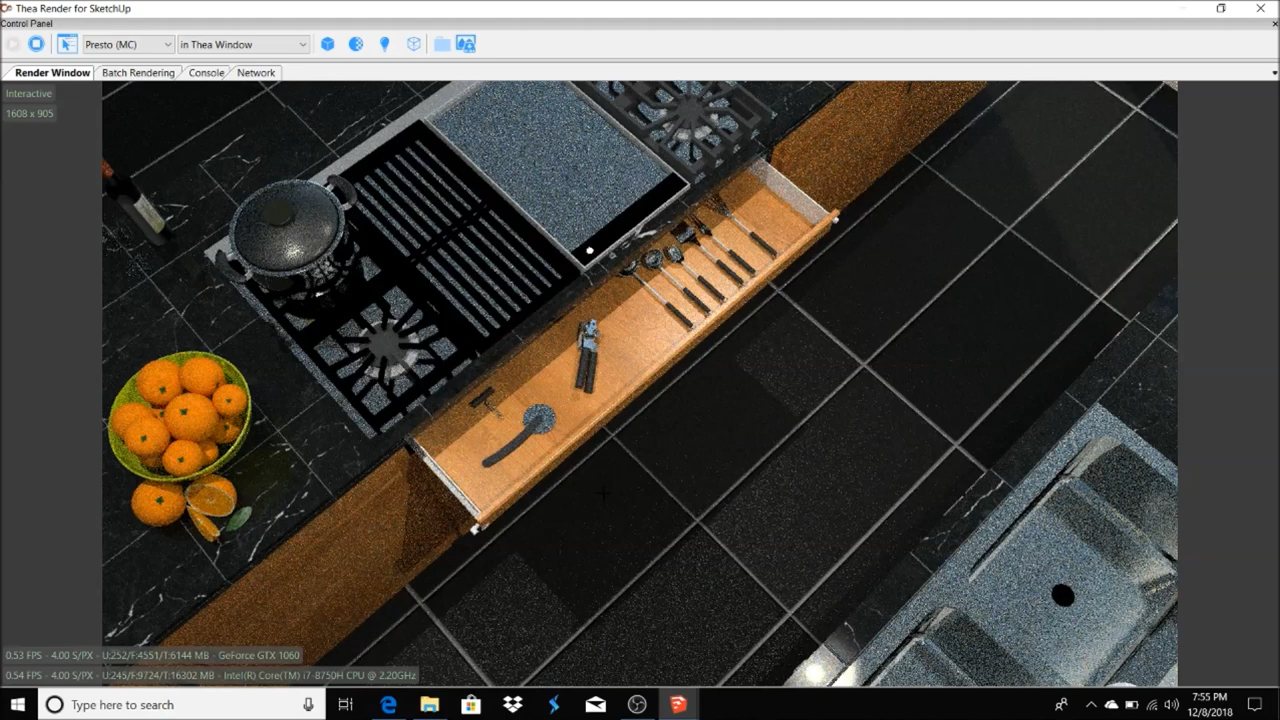 Thea Render for SketchUp
Control Panel
Presto (MC)
in Thea Window
Render Window
Batch Rendering
Console
Network
Interactive
1608 x 905
0.53 FPS - 4.00 S/PX - U:252/F:4551/T:6144 MB - GeForce GTX 1060
0.54 FPS - 4.00 S/PX - U:245/F:9724/T:16302 MB - Intel(R) Core(TM) i7-8750H CPU @ 2.20GHz
Type here to search
7:55 PM
12/8/2018